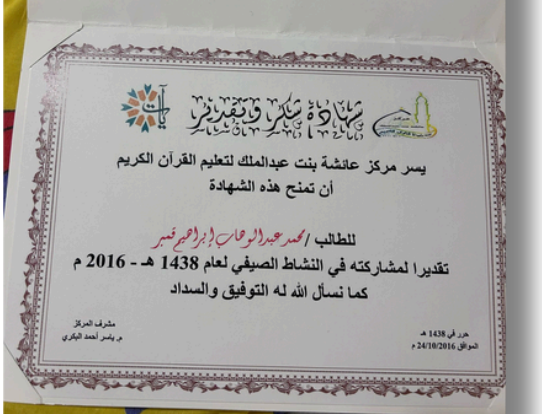 شهادة شكر وتقدير
آيات
يسر مركز عائشة بنت عبدالملك لتعليم القرآن الكريم
أن تمنح هذه الشهادة
للطالب / محمد عبدالوهاب إبراهيم قمبر
تقديرا لمشاركته في النشاط الصيفي لعام 1438 هـ - 2016 م
كما نسأل الله له التوفيق والسداد
حرر في 1438 هـ
الموافق 24/10/2016 م
مشرف المركز
م. ياسر أحمد البكري